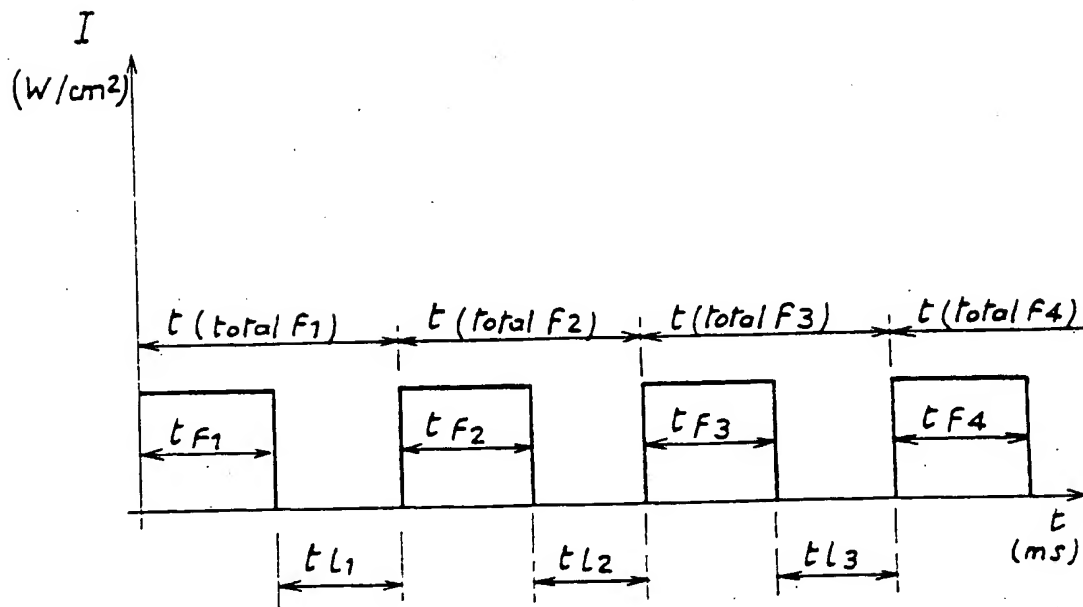 I
(W/cm2)
t (total F1) t (total F2) t (total F3) t (total F4)
tF1 tF2 tF3 tF4
t
(ms)
tl1 tl2 tl3